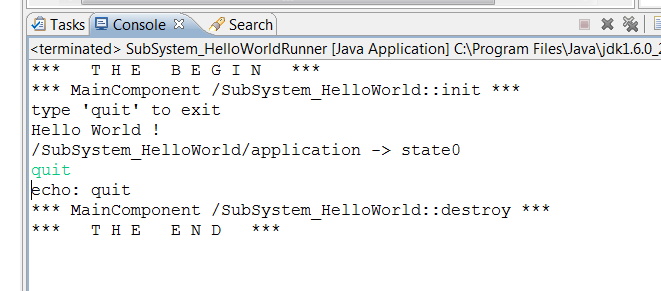 Tasks Console Search
<terminated> SubSystem_HelloWorldRunner [Java Application] C:\Program Files\Java\jdk1.6.0_2
*** T H E B E G I N ***
*** MainComponent /SubSystem_HelloWorld::init ***
type 'quit' to exit
Hello World !
/SubSystem_HelloWorld/application -> state0
quit
echo: quit
*** MainComponent /SubSystem_HelloWorld::destroy ***
*** T H E E N D ***